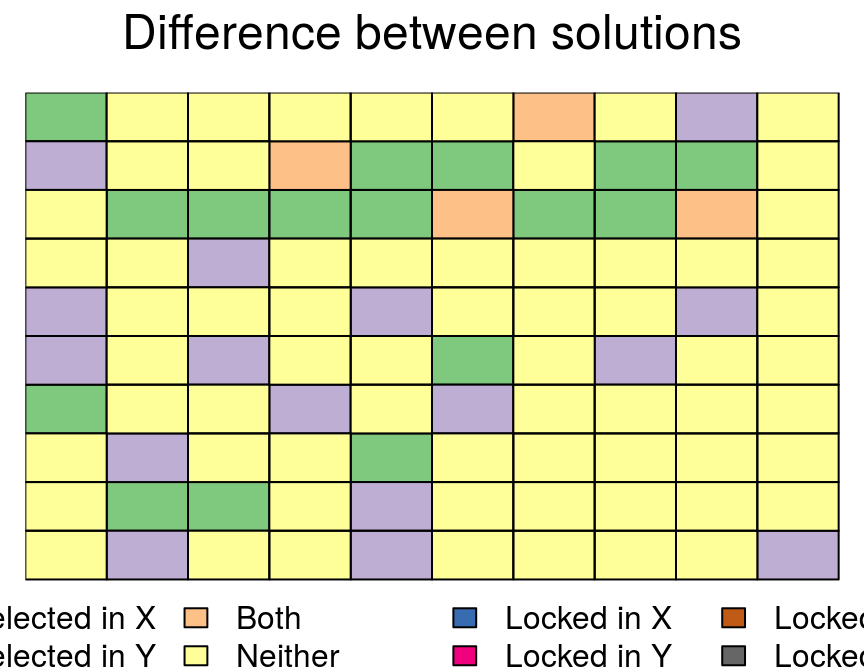 Difference between solutions
elected in X Both Locked in X Locked
elected in Y Neither Locked in Y Locked